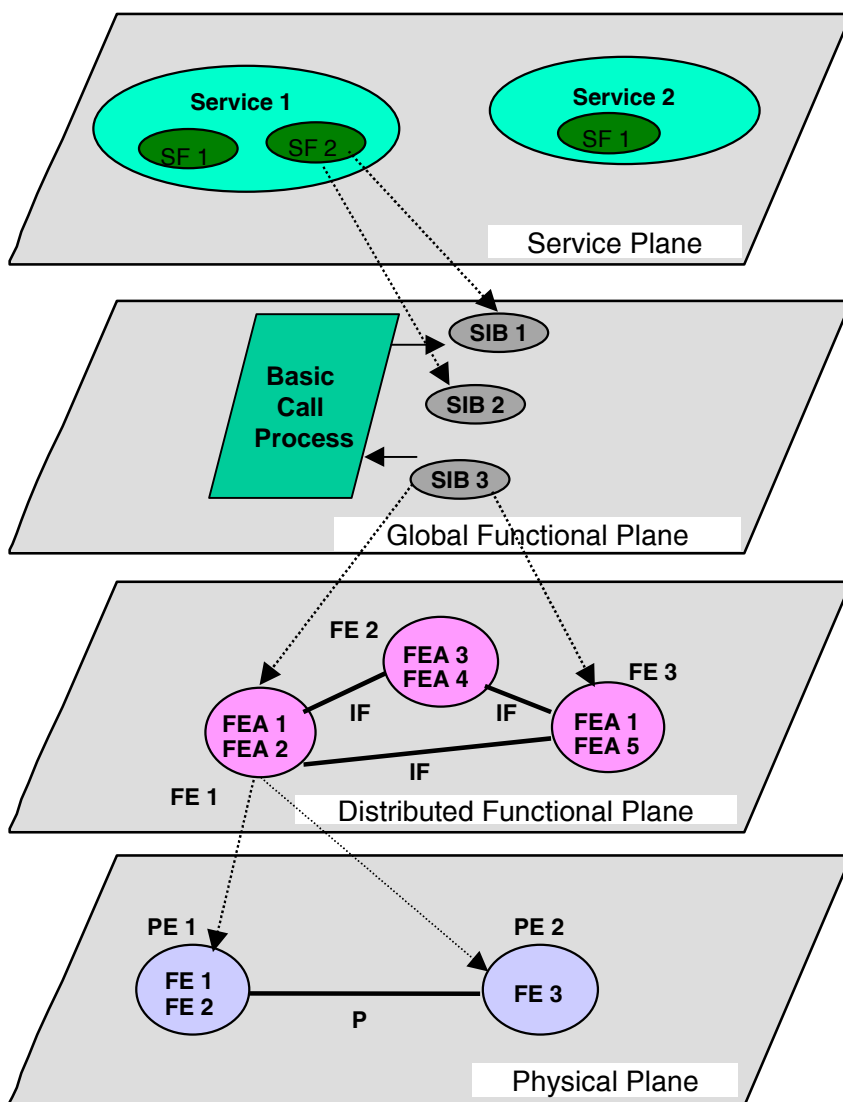 Service 1
SF 1
SF 2
Service 2
SF 1
Service Plane
Basic
Call
Process
SIB 1
SIB 2
SIB 3
Global Functional Plane
FE 2
FEA 3
FEA 4
FE 3
FEA 1
FEA 2
IF
IF
FEA 1
FEA 5
IF
FE 1
Distributed Functional Plane
PE 1
PE 2
FE 1
FE 2
FE 3
P
Physical Plane